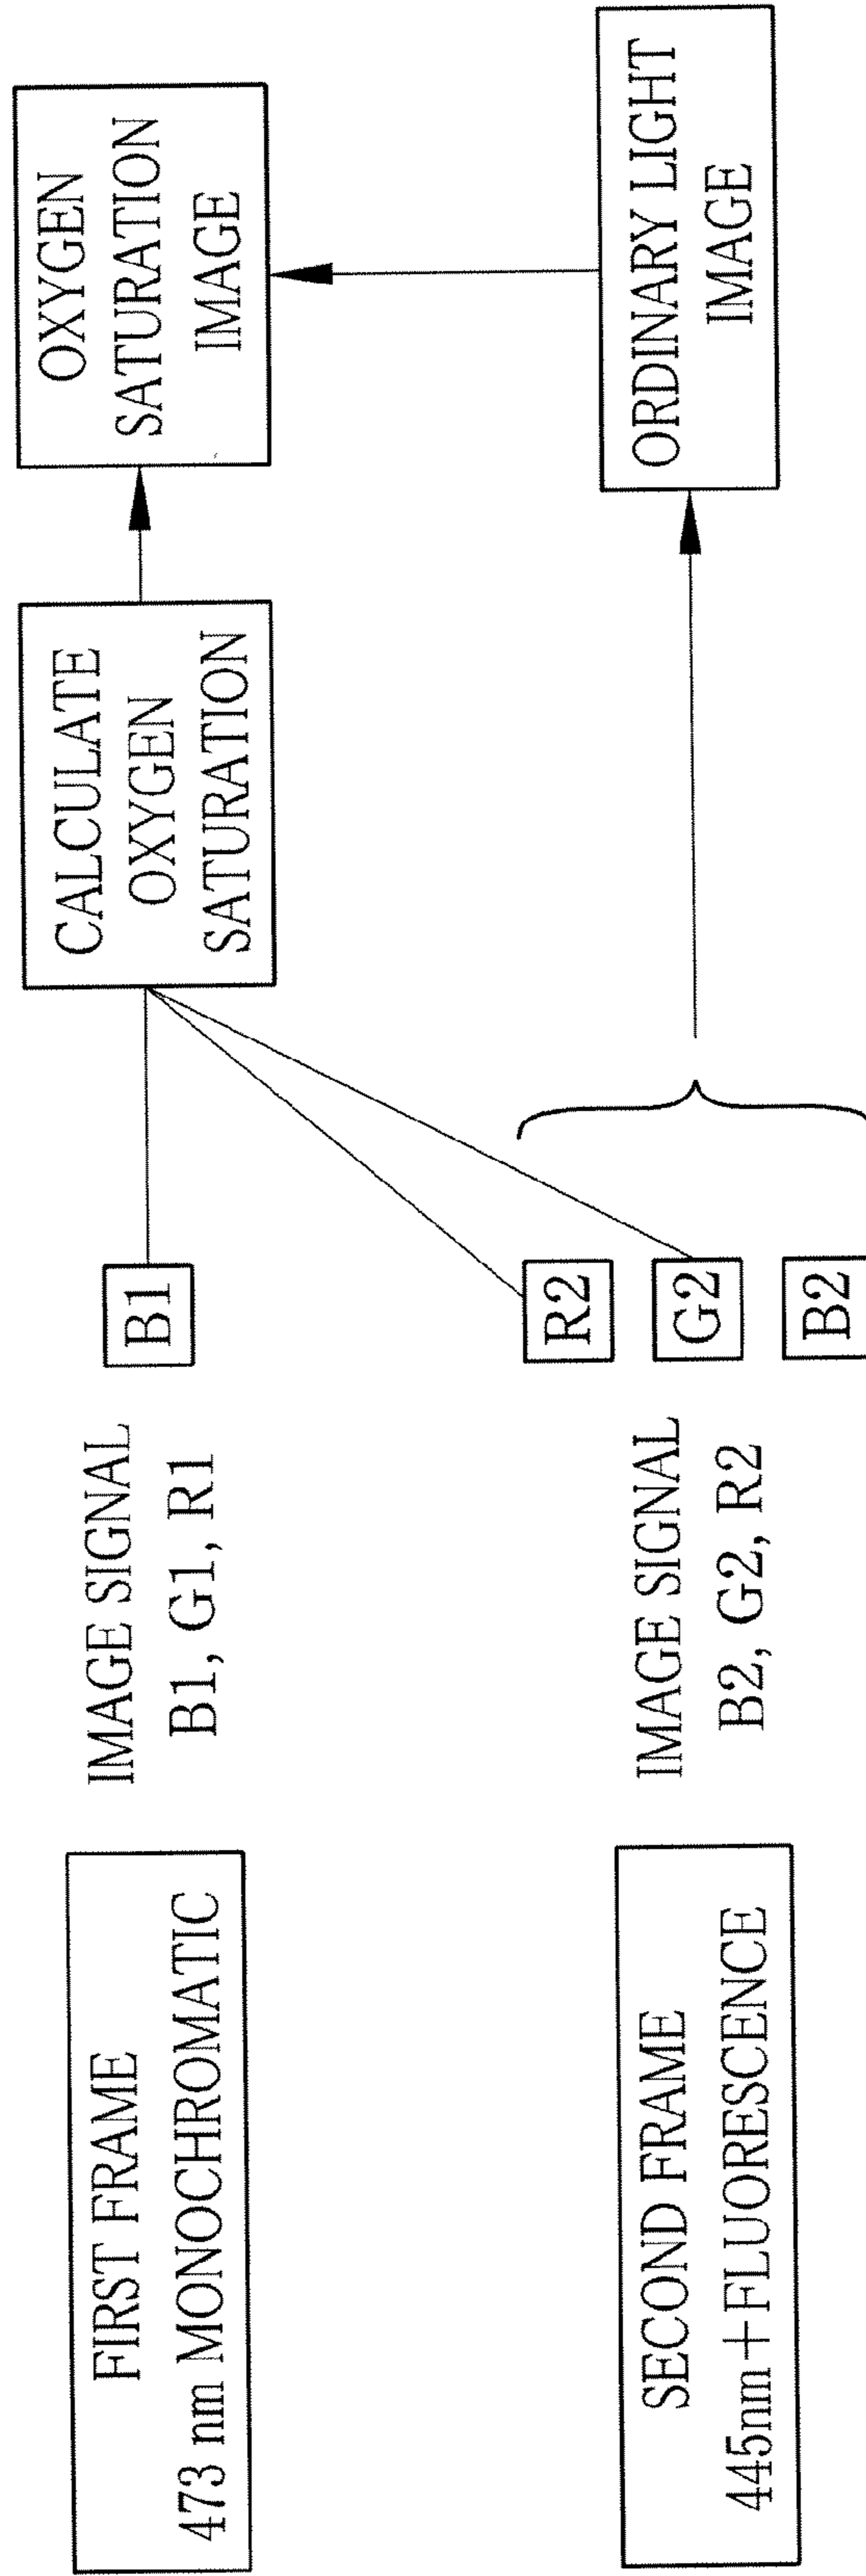 FIRST FRAME
473 nm MONOCHROMATIC
IMAGE SIGNAL
B1, G1, R1
B1
CALCULATE
OXYGEN
SATURATION
OXYGEN
SATURATION
IMAGE
SECOND FRAME
445nm+FLUORESCENCE
IMAGE SIGNAL
B2, G2, R2
R2
G2
B2
ORDINARY LIGHT
IMAGE